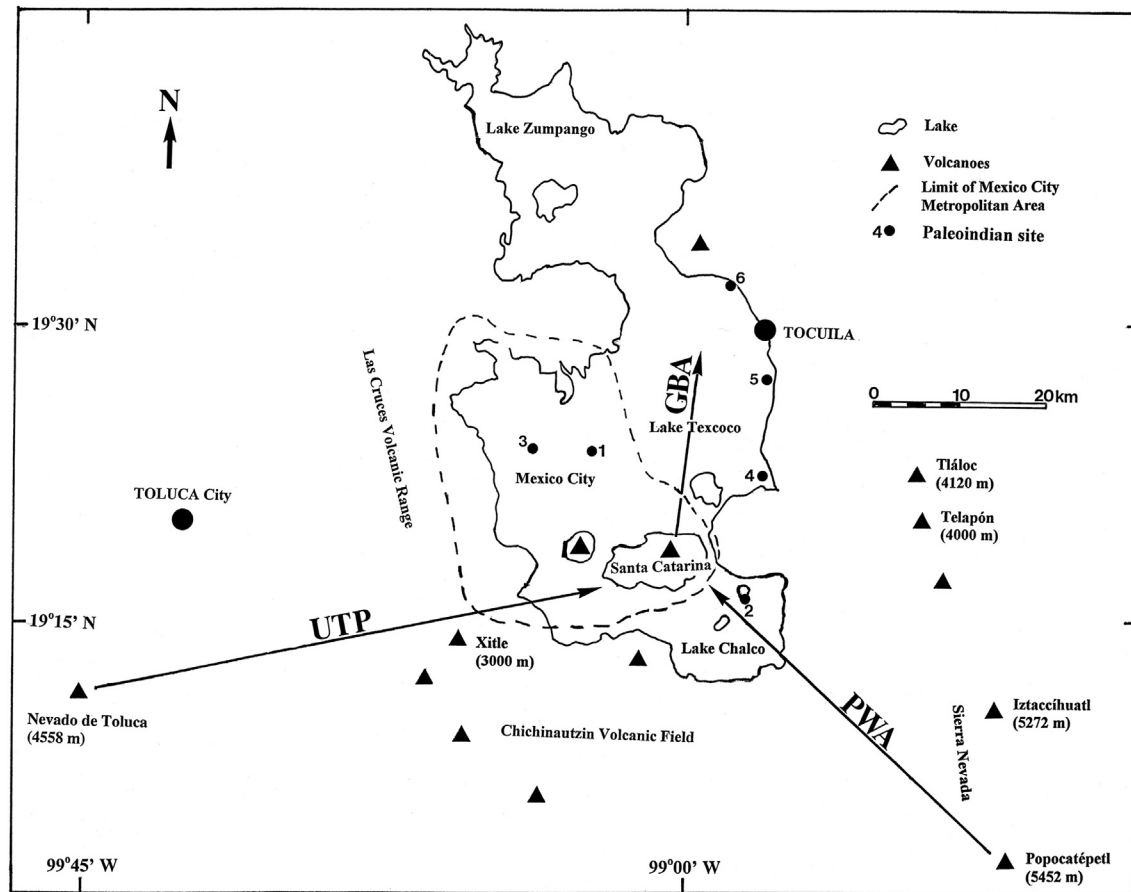 N
Lake Zumpango
Lake
Volcanoes
Limit of Mexico City
Metropolitan Area
4 Paleoindian site
6
19°30’ N
TOCUILA
Las Cruces Volcanic Range
GBA
5
0 10 20 km
Lake Texcoco
3
1
Mexico City
4
Tláloc
(4120 m)
TOLUCA City
Telapón
(4000 m)
Santa Catarina
2
19°15’ N
UTP
Xitle
(3000 m)
Lake Chalco
PWA
Nevado de Toluca
(4558 m)
Chichinautzin Volcanic Field
Sierra Nevada
Iztaccíhuatl
(5272 m)
99°45’ W
99°00’ W
Popocatépetl
(5452 m)